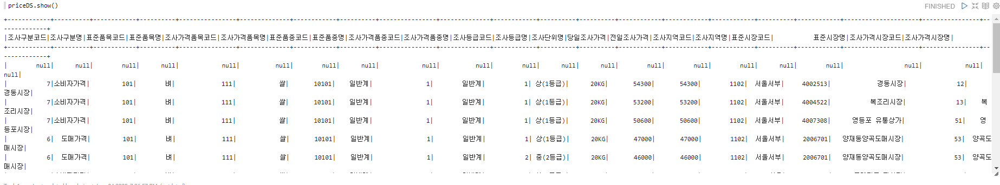 priceDS.show()
FINISHED
+------------+----------+------------+----------+----------------+--------------+------------+----------+----------------+--------------+------------+----------+----------+------------+------------+------------+----------+------------+--------------------+----------------+--
------------+
|조사구분코드|조사구분명|표준품목코드|표준품목명|조사가격품목코드|조사가격품목명|표준품종코드|표준품종명|조사가격품종코드|조사가격품종명|조사등급코드|조사등급명|조사단위명|당일조사가격|전일조사가격|조사지역코드|조사지역명|표준시장코드| 표준시장명|조사가격시장코드|조사가격시장명|
+------------+----------+------------+----------+----------------+--------------+------------+----------+----------------+--------------+------------+----------+----------+------------+------------+------------+----------+------------+--------------------+----------------+--
------------+
| null| null| null| null| null| null| null| null| null| null| null| null| null| null| null| null| null| null| null| null|
null|
| 7|소비자가격| 101| 벼| 111| 쌀| 10101| 일반계| 1| 일반계| 1| 상(1등급)| 20KG| 54300| 54300| 1102| 서울서부| 4002513| 경동시장| 12|
경동시장|
| 7|소비자가격| 101| 벼| 111| 쌀| 10101| 일반계| 1| 일반계| 1| 상(1등급)| 20KG| 53200| 53200| 1102| 서울서부| 4004522| 복조리시장| 13| 복
조리시장|
| 7|소비자가격| 101| 벼| 111| 쌀| 10101| 일반계| 1| 일반계| 1| 상(1등급)| 20KG| 50600| 50600| 1102| 서울서부| 4007308| 영등포 유통상가| 51| 영
등포시장|
| 6| 도매가격| 101| 벼| 111| 쌀| 10101| 일반계| 1| 일반계| 1| 상(1등급)| 20KG| 47000| 47000| 1102| 서울서부| 2006701| 양재동양곡도매시장| 53| 양곡도
매시장|
| 6| 도매가격| 101| 벼| 111| 쌀| 10101| 일반계| 1| 일반계| 2| 중(2등급)| 20KG| 46000| 46000| 1102| 서울서부| 2006701| 양재동양곡도매시장| 53| 양곡도
매시장|